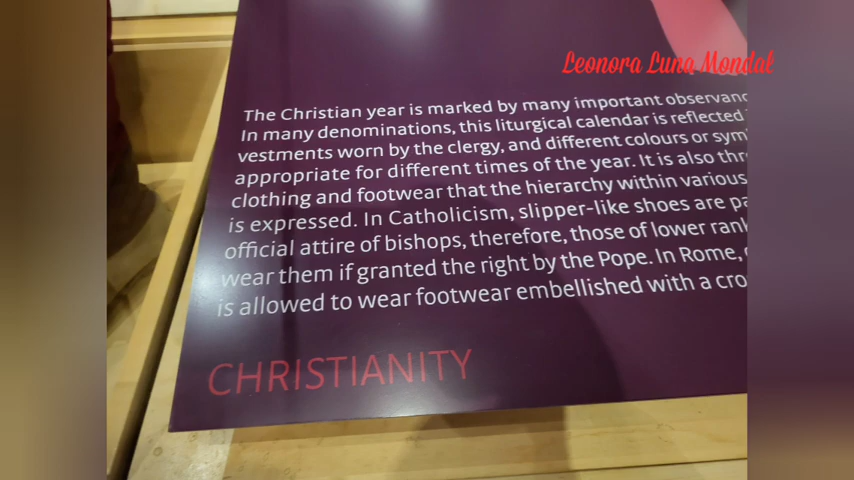 Leonora Luna Mondal
The Christian year is marked by many important
In many denominations, this liturgical calendar is reflected
vestments worn by the clergy, and different colours or
appropriate for different times of the year. It is also
clothing and footwear that the hierarchy within various
is expressed. In Catholicism, slipper-like shoes are
official attire of bishops, therefore, those of lower
wear them if granted the right by the Pope. In Rome,
is allowed to wear footwear embellished with a
CHRISTIANITY